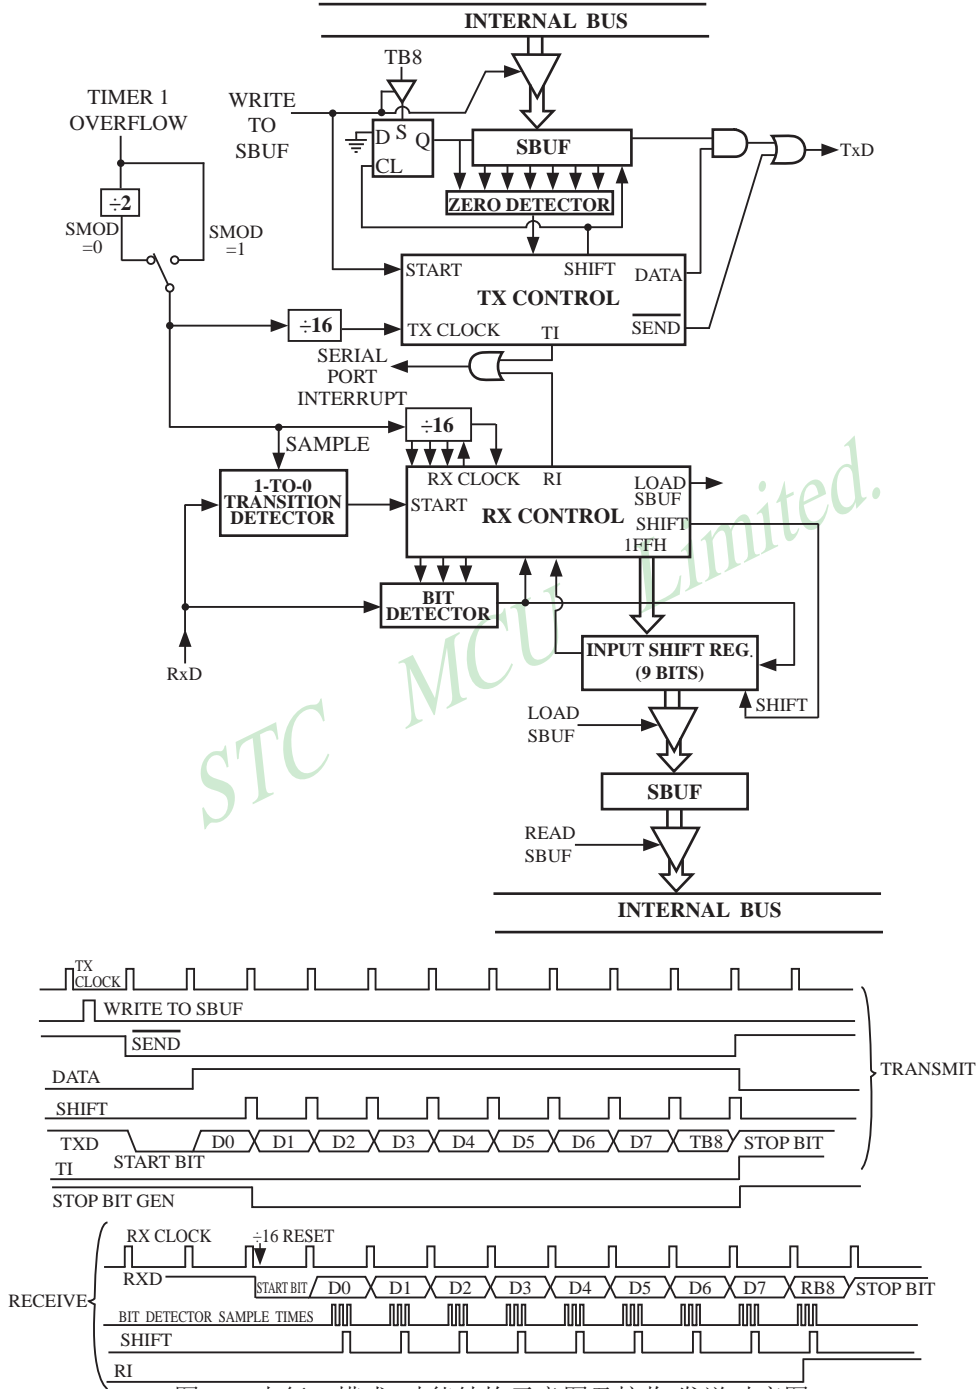 INTERNAL BUS
TB8
TIMER 1
OVERFLOW
WRITE
TO
SBUF
D S Q
CL
SBUF
TxD
÷2
ZERO DETECTOR
SMOD
=0
SMOD
=1
START
SHIFT
DATA
TX CONTROL
÷16
TX CLOCK
TI
SEND
SERIAL
PORT
INTERRUPT
÷16
SAMPLE
1-TO-0
TRANSITION
DETECTOR
RX CLOCK
RI
START
RX CONTROL
LOAD
SBUF
SHIFT
1FFH
BIT
DETECTOR
RxD
INPUT SHIFT REG.
(9 BITS)
SHIFT
LOAD
SBUF
SBUF
READ
SBUF
INTERNAL BUS
STC MCU Limited.
TX
CLOCK
WRITE TO SBUF
SEND
DATA
SHIFT
TXD
START BIT
D0 D1 D2 D3 D4 D5 D6 D7 TB8 STOP BIT
TI
STOP BIT GEN
TRANSMIT
RX CLOCK
÷16 RESET
RXD
START BIT D0 D1 D2 D3 D4 D5 D6 D7 RB8 STOP BIT
RECEIVE
BIT DETECTOR SAMPLE TIMES
SHIFT
RI